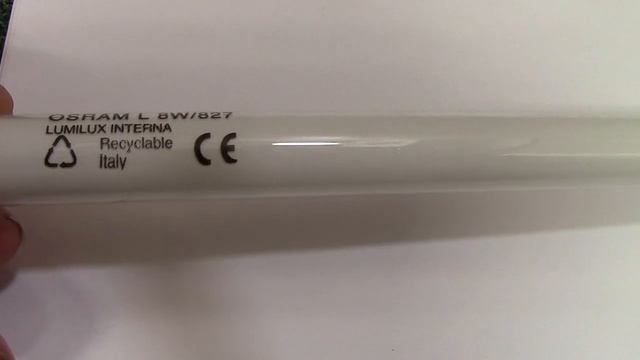 OSRAM L 8W/827
LUMILUX INTERNA
Recyclable
Italy
CE